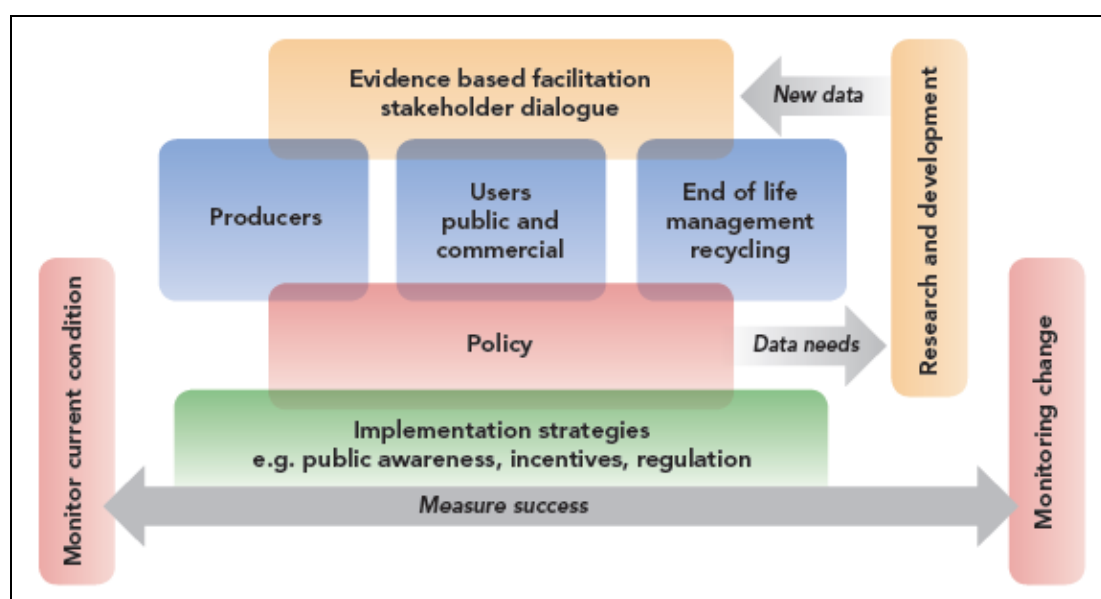 Evidence based facilitation
stakeholder dialogue
New data
Research and development
Producers
Users
public and
commercial
End of life
management
recycling
Policy
Data needs
Monitor current condition
Monitoring change
Implementation strategies
e.g. public awareness, incentives, regulation
Measure success